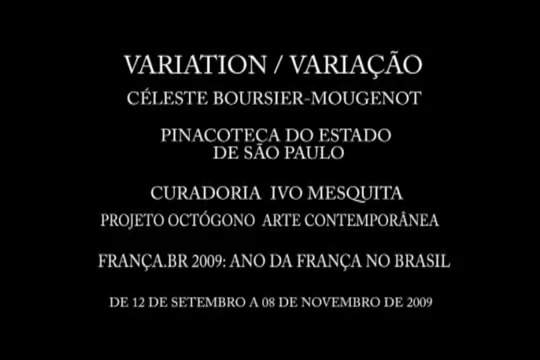 VARIATION / VARIAÇÃO
CÉLESTE BOURSIER-MOUGENOT
PINACOTECA DO ESTADO
DE SÃO PAULO
CURADORIA IVO MESQUITA
PROJETO OCTÓGONO ARTE CONTEMPORÂNEA
FRANÇA.BR 2009: ANO DA FRANÇA NO BRASIL
DE 12 DE SETEMBRO A 08 DE NOVEMBRO DE 2009